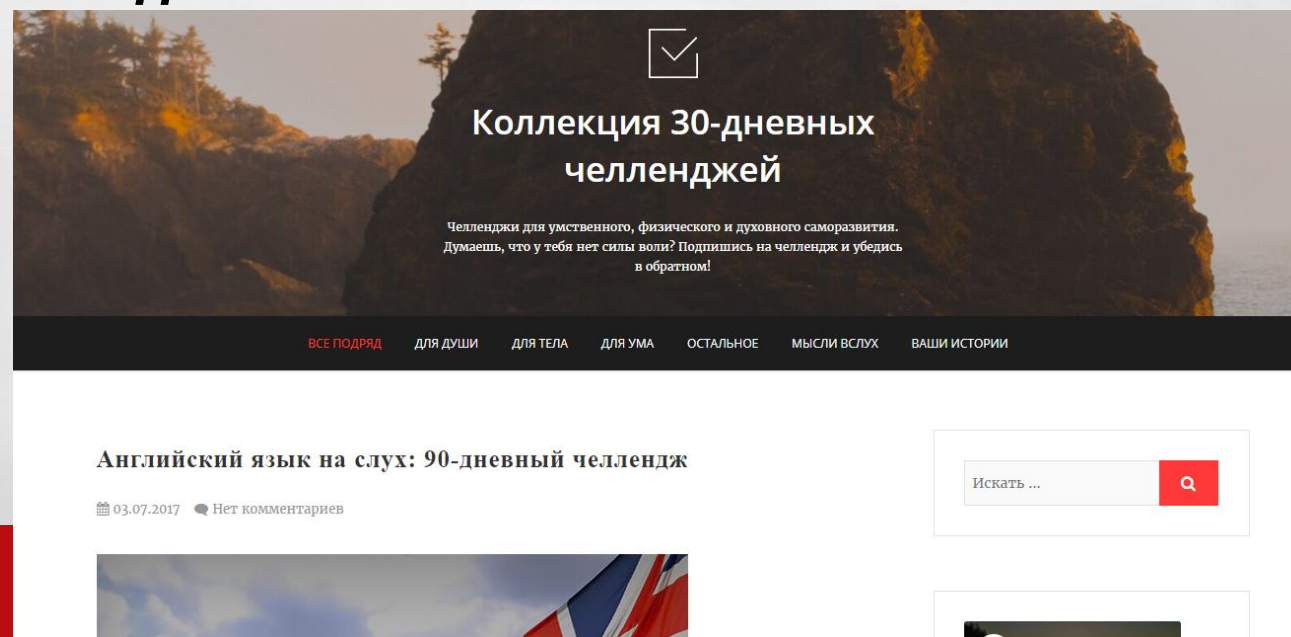 Коллекция 30-дневных
челленджей
Челленджи для умственного, физического и духовного саморазвития.
Думаешь, что у тебя нет силы воли? Подпишись на челлендж и убедись
в обратном!
ВСЕ ПОДРЯД ДЛЯ ДУШИ ДЛЯ ТЕЛА ДЛЯ УМА ОСТАЛЬНОЕ МЫСЛИ ВСЛУХ ВАШИ ИСТОРИИ
Английский язык на слух: 90-дневный челлендж
03.07.2017 Нет комментариев
Искать ...